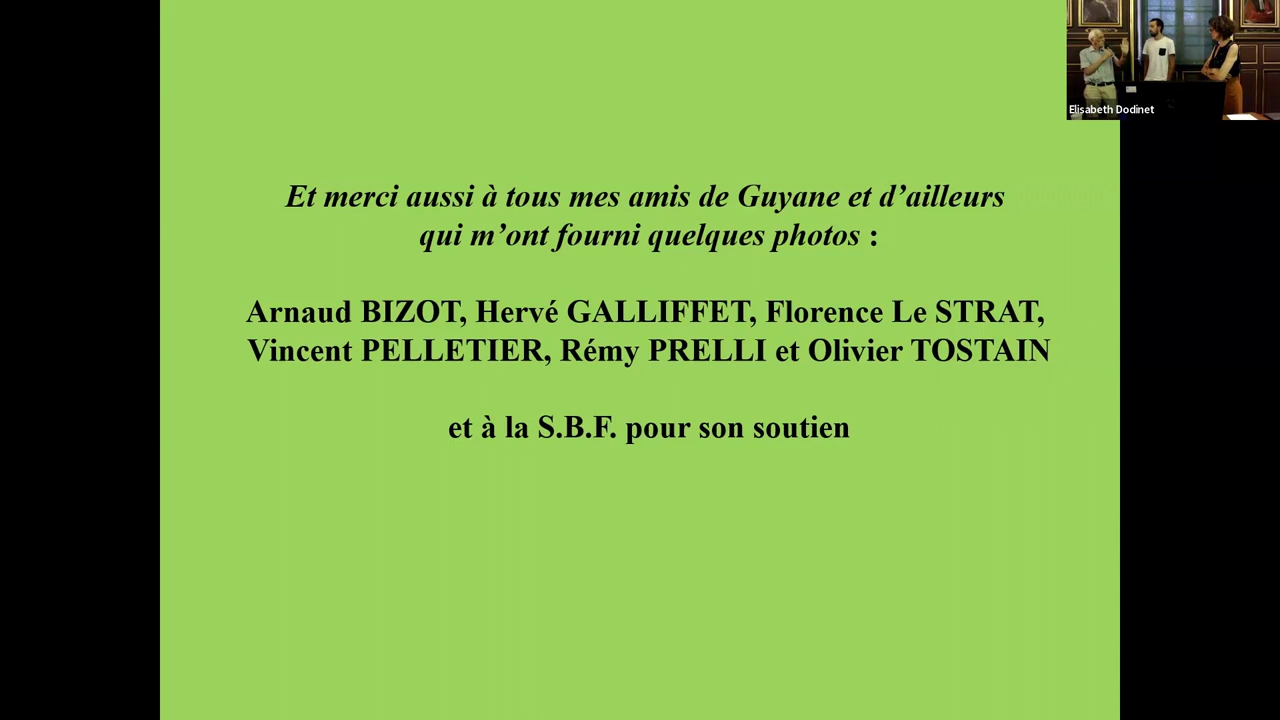 Elisabeth Dodinet
Et merci aussi à tous mes amis de Guyane et d’ailleurs
qui m’ont fourni quelques photos :
Arnaud BIZOT, Hervé GALLIFFET, Florence Le STRAT,
Vincent PELLETIER, Rémy PRELLI et Olivier TOSTAIN
et à la S.B.F. pour son soutien